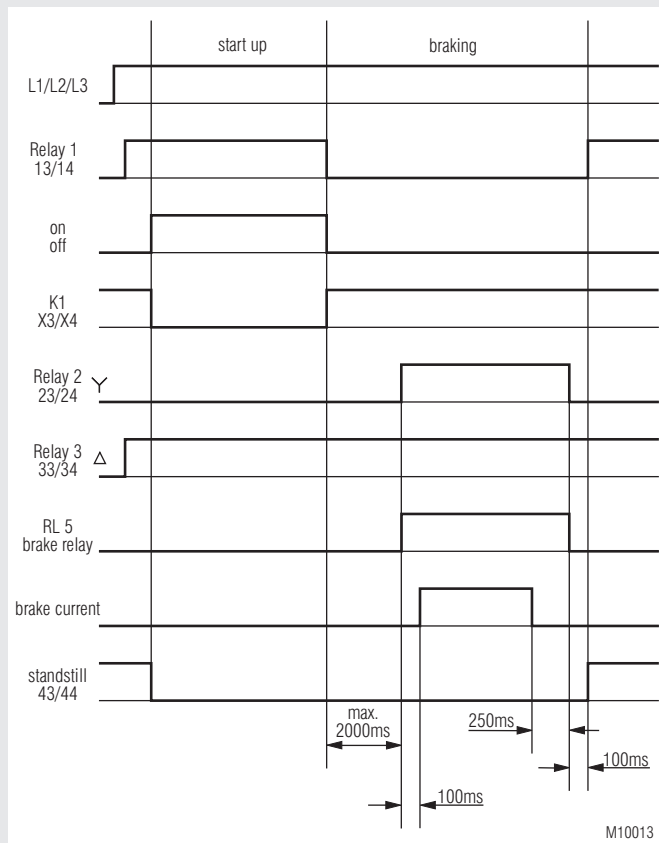 start up
braking
L1/L2/L3
Relay 1
13/14
on
off
K1
X3/X4
Relay 2
23/24
Relay 3 Δ
33/34
RL 5
brake relay
brake current
standstill
43/44
max.
2000ms
250ms
100ms
100ms
M10013